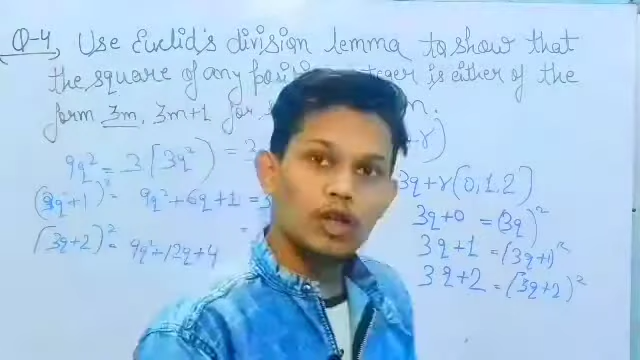 Q-4, Use Euclid's division lemma to show that
the square of any positive integer is either of the
form 3m, 3m+1 for
9q² = 3(3q²) = 3
(3q+1)² = 9q²+6q+1 =
=
(3q+2)² = 9q²+12q+4
+r)
3q+r(0,1,2)
3q+0 = (3q)²
3q+1 = (3q+1)²
3q+2 = (3q+2)²